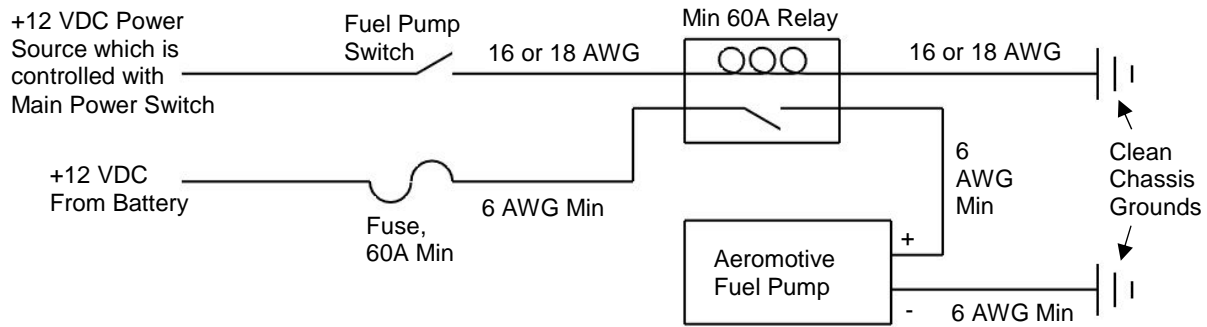 +12 VDC Power
Source which is
controlled with
Main Power Switch
Fuel Pump
Switch
16 or 18 AWG
Min 60A Relay
16 or 18 AWG
+12 VDC
From Battery
Fuse,
60A Min
6 AWG Min
6
AWG
Min
Clean
Chassis
Grounds
Aeromotive
Fuel Pump
+
-
6 AWG Min